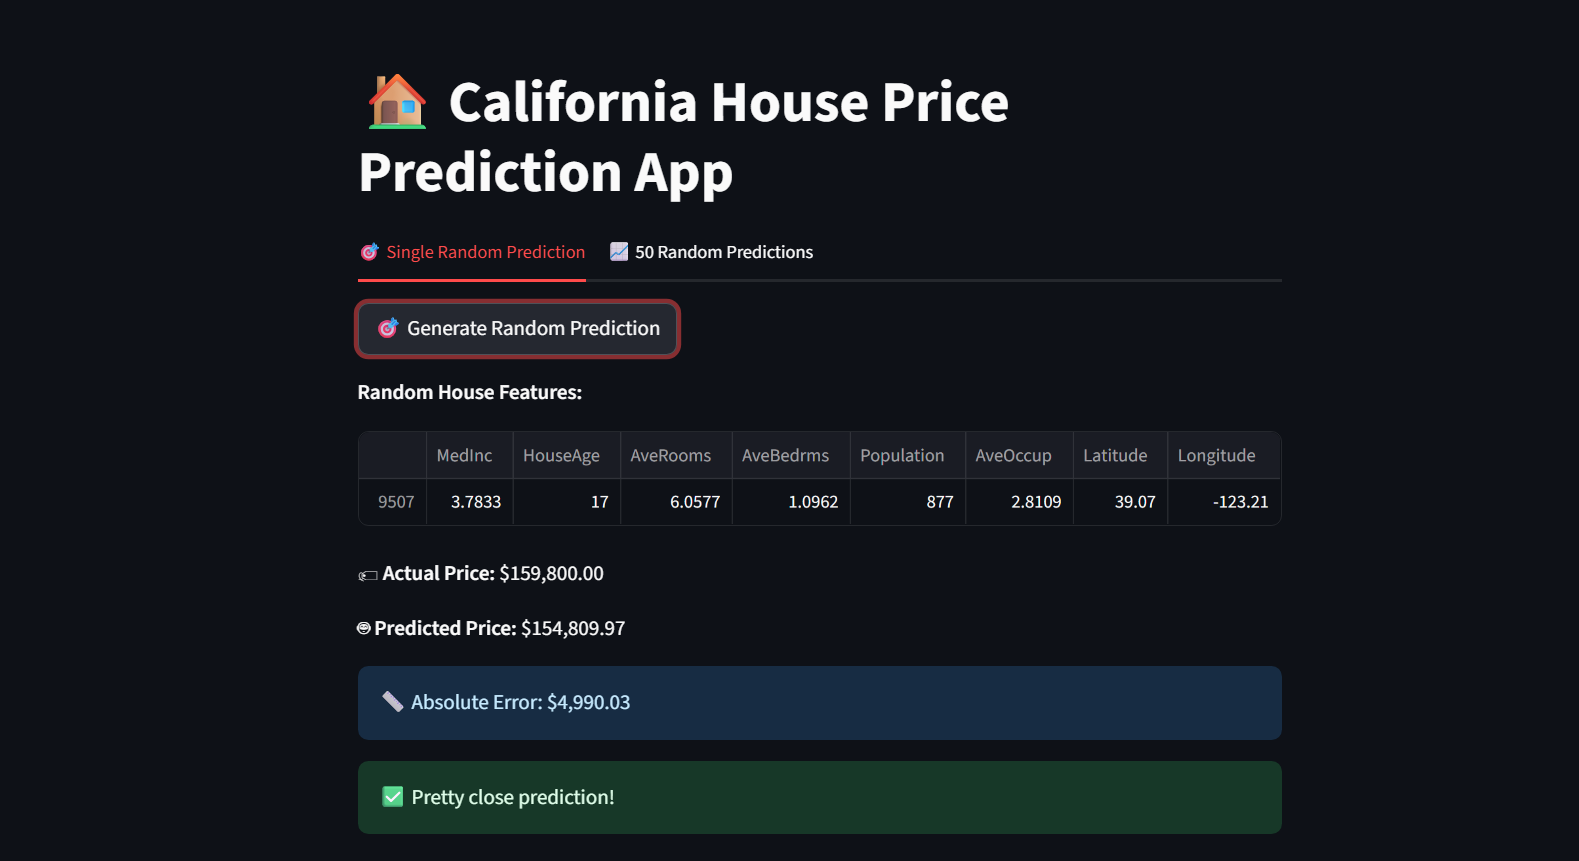 🏠 California House Price
Prediction App
🎯 Single Random Prediction 📈 50 Random Predictions
🎯 Generate Random Prediction
Random House Features:
MedInc HouseAge AveRooms AveBedrms Population AveOccup Latitude Longitude
9507 3.7833 17 6.0577 1.0962 877 2.8109 39.07 -123.21
Actual Price: $159,800.00
Predicted Price: $154,809.97
📏 Absolute Error: $4,990.03
✅ Pretty close prediction!